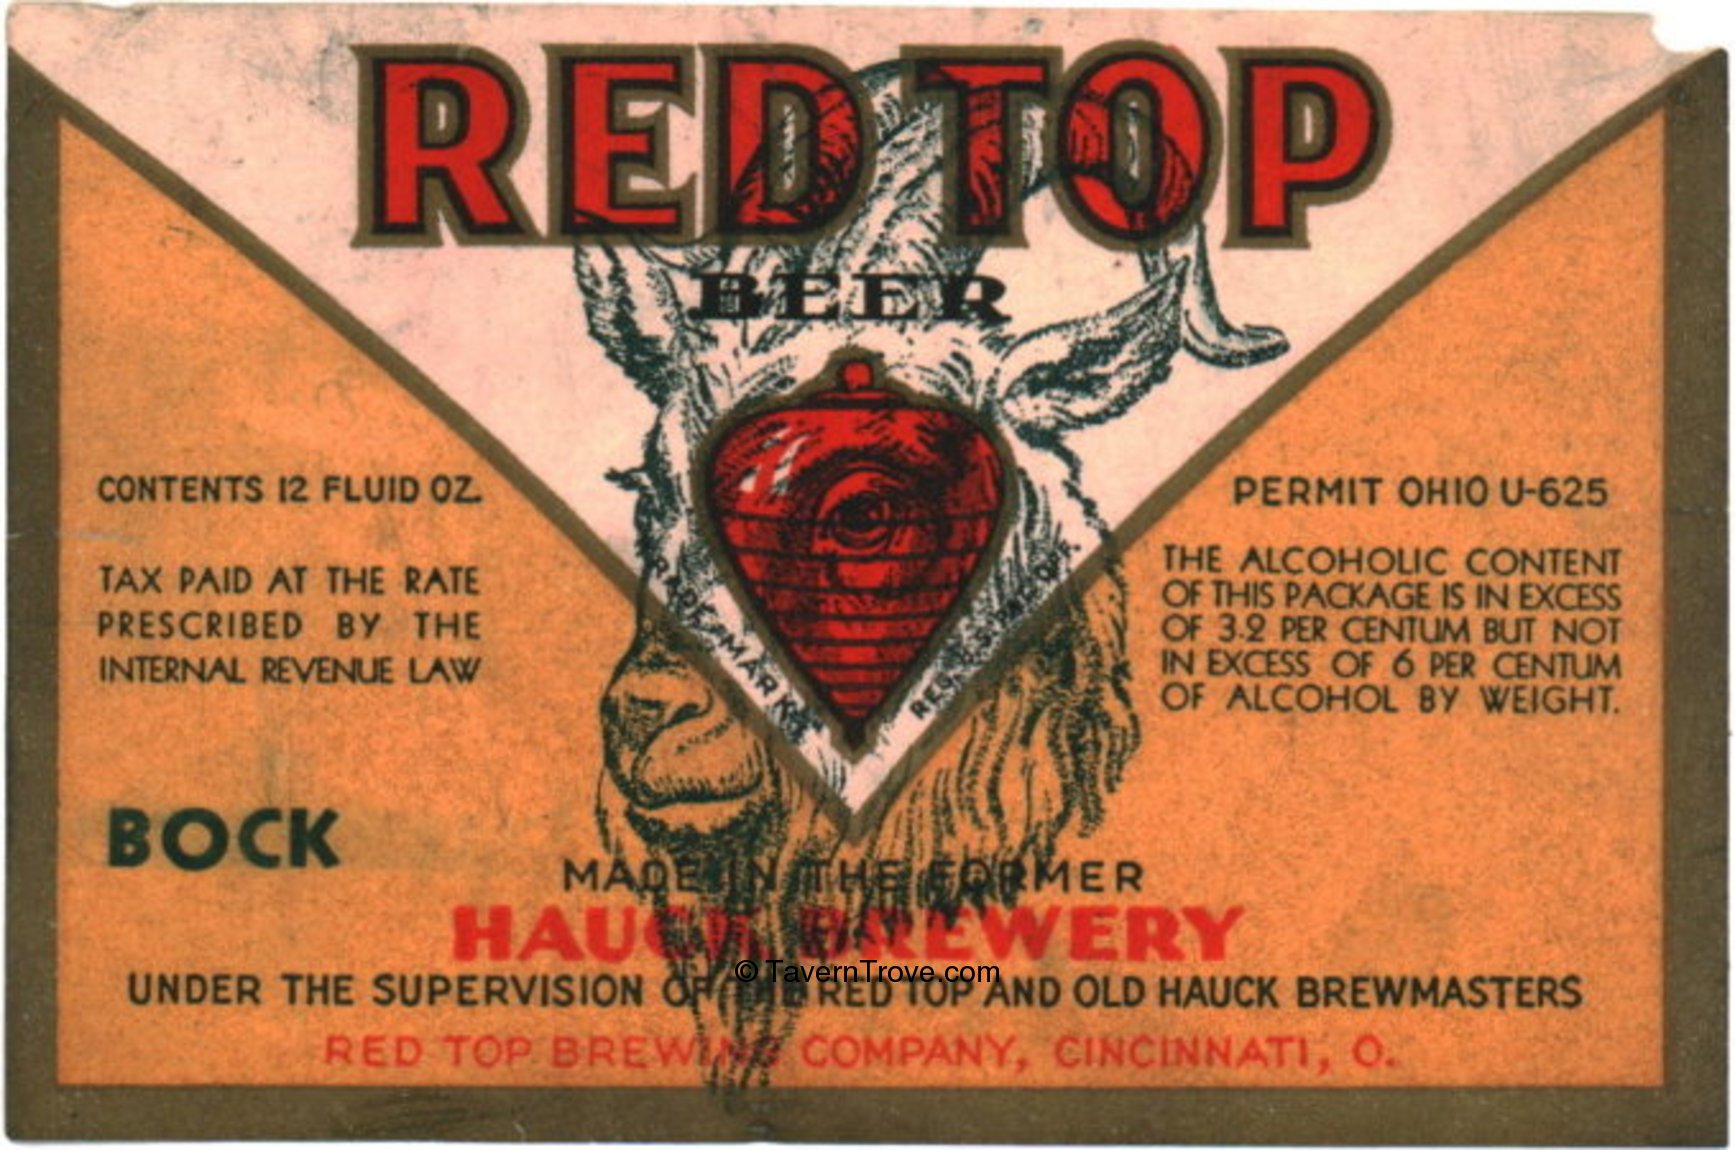 RED TOP
BEER
CONTENTS 12 FLUID OZ.
TAX PAID AT THE RATE
PRESCRIBED BY THE
INTERNAL REVENUE LAW
TRADE MARK
REG. U.S. PAT. OFF.
PERMIT OHIO U-625
THE ALCOHOLIC CONTENT
OF THIS PACKAGE IS IN EXCESS
OF 3.2 PER CENTUM BUT NOT
IN EXCESS OF 6 PER CENTUM
OF ALCOHOL BY WEIGHT.
BOCK
MADE IN THE FORMER
HAUCK BREWERY
© TavernTrove.com
UNDER THE SUPERVISION OF THE RED TOP AND OLD HAUCK BREWMASTERS
RED TOP BREWING COMPANY, CINCINNATI, O.